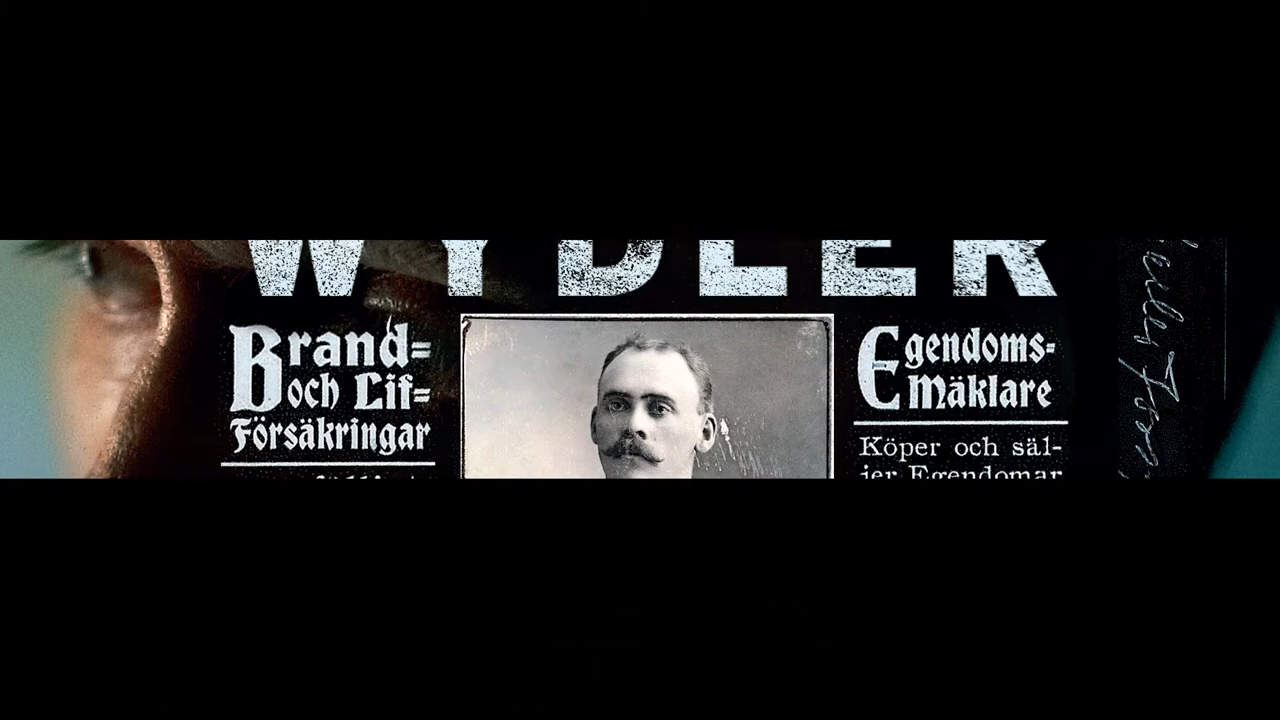 WYDLER
Brand=
och Lif=
Försäkringar
Egendoms=
Mäklare
Köper och säl-
jer Egendomar